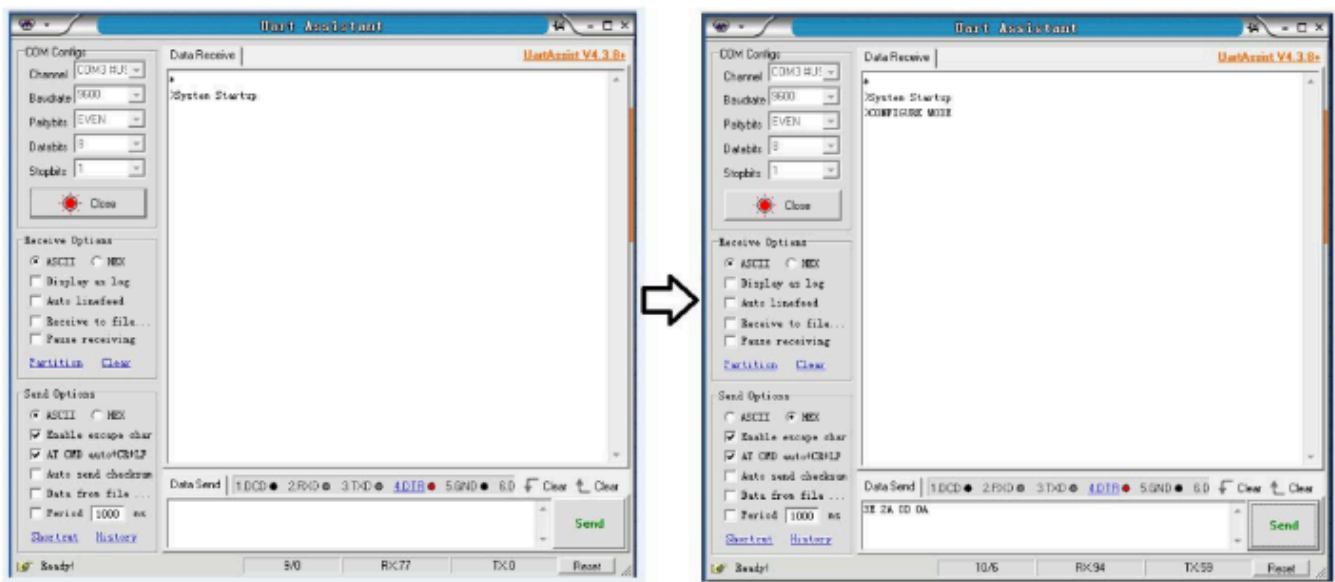 Uart Assistant
COM Configs
Channel COM3 #US
Baudrate 9600
Paitybits EVEN
Databits 8
Stopbits 1
Close
Receive Options
ASCII HEX
Display as log
Auto linefeed
Receive to file...
Pause receiving
Partition Clear
Send Options
ASCII HEX
Enable escape char
AT CMD auto+CR+LF
Auto send checksum
Data from file ...
Period 1000 ms
Shortcut History
Ready!
Data Receive
UartAssist V4.3.8+
*
>System Startup
Data Send 1.DCD 2.RXD 3.TXD 4.DTR 5.GND 6.D Clear Clear
Send
9/0 RX:77 TX:0 Reset
Uart Assistant
COM Configs
Channel COM3 #US
Baudrate 9600
Paitybits EVEN
Databits 8
Stopbits 1
Close
Receive Options
ASCII HEX
Display as log
Auto linefeed
Receive to file...
Pause receiving
Partition Clear
Send Options
ASCII HEX
Enable escape char
AT CMD auto+CR+LF
Auto send checksum
Data from file ...
Period 1000 ms
Shortcut History
Ready!
Data Receive
UartAssist V4.3.8+
*
>System Startup
>CONFIGURE MODE
Data Send 1.DCD 2.RXD 3.TXD 4.DTR 5.GND 6.D Clear Clear
3E 2A 0D 0A
Send
10/6 RX:94 TX:59 Reset